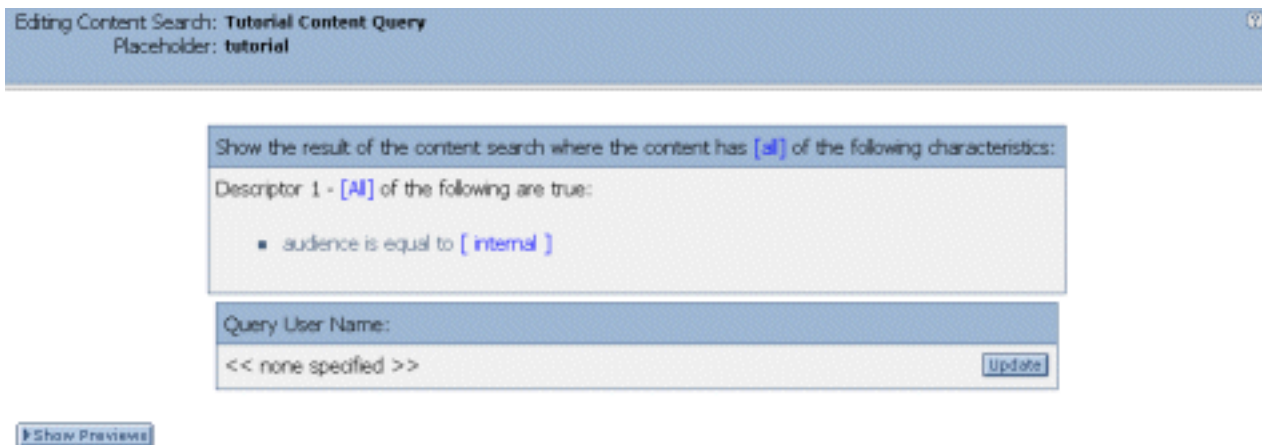 Editing Content Search: Tutorial Content Query
?
Placeholder: tutorial
Show the result of the content search where the content has [all] of the following characteristics:
Descriptor 1 - [All] of the following are true:
audience is equal to [ internal ]
Query User Name:
<< none specified >>
Update
Show Previews